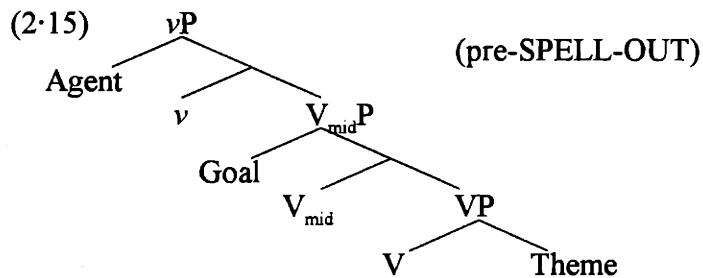 (2·15) vP
(pre-SPELL-OUT)
Agent
v VmidP
Goal
Vmid VP
V Theme